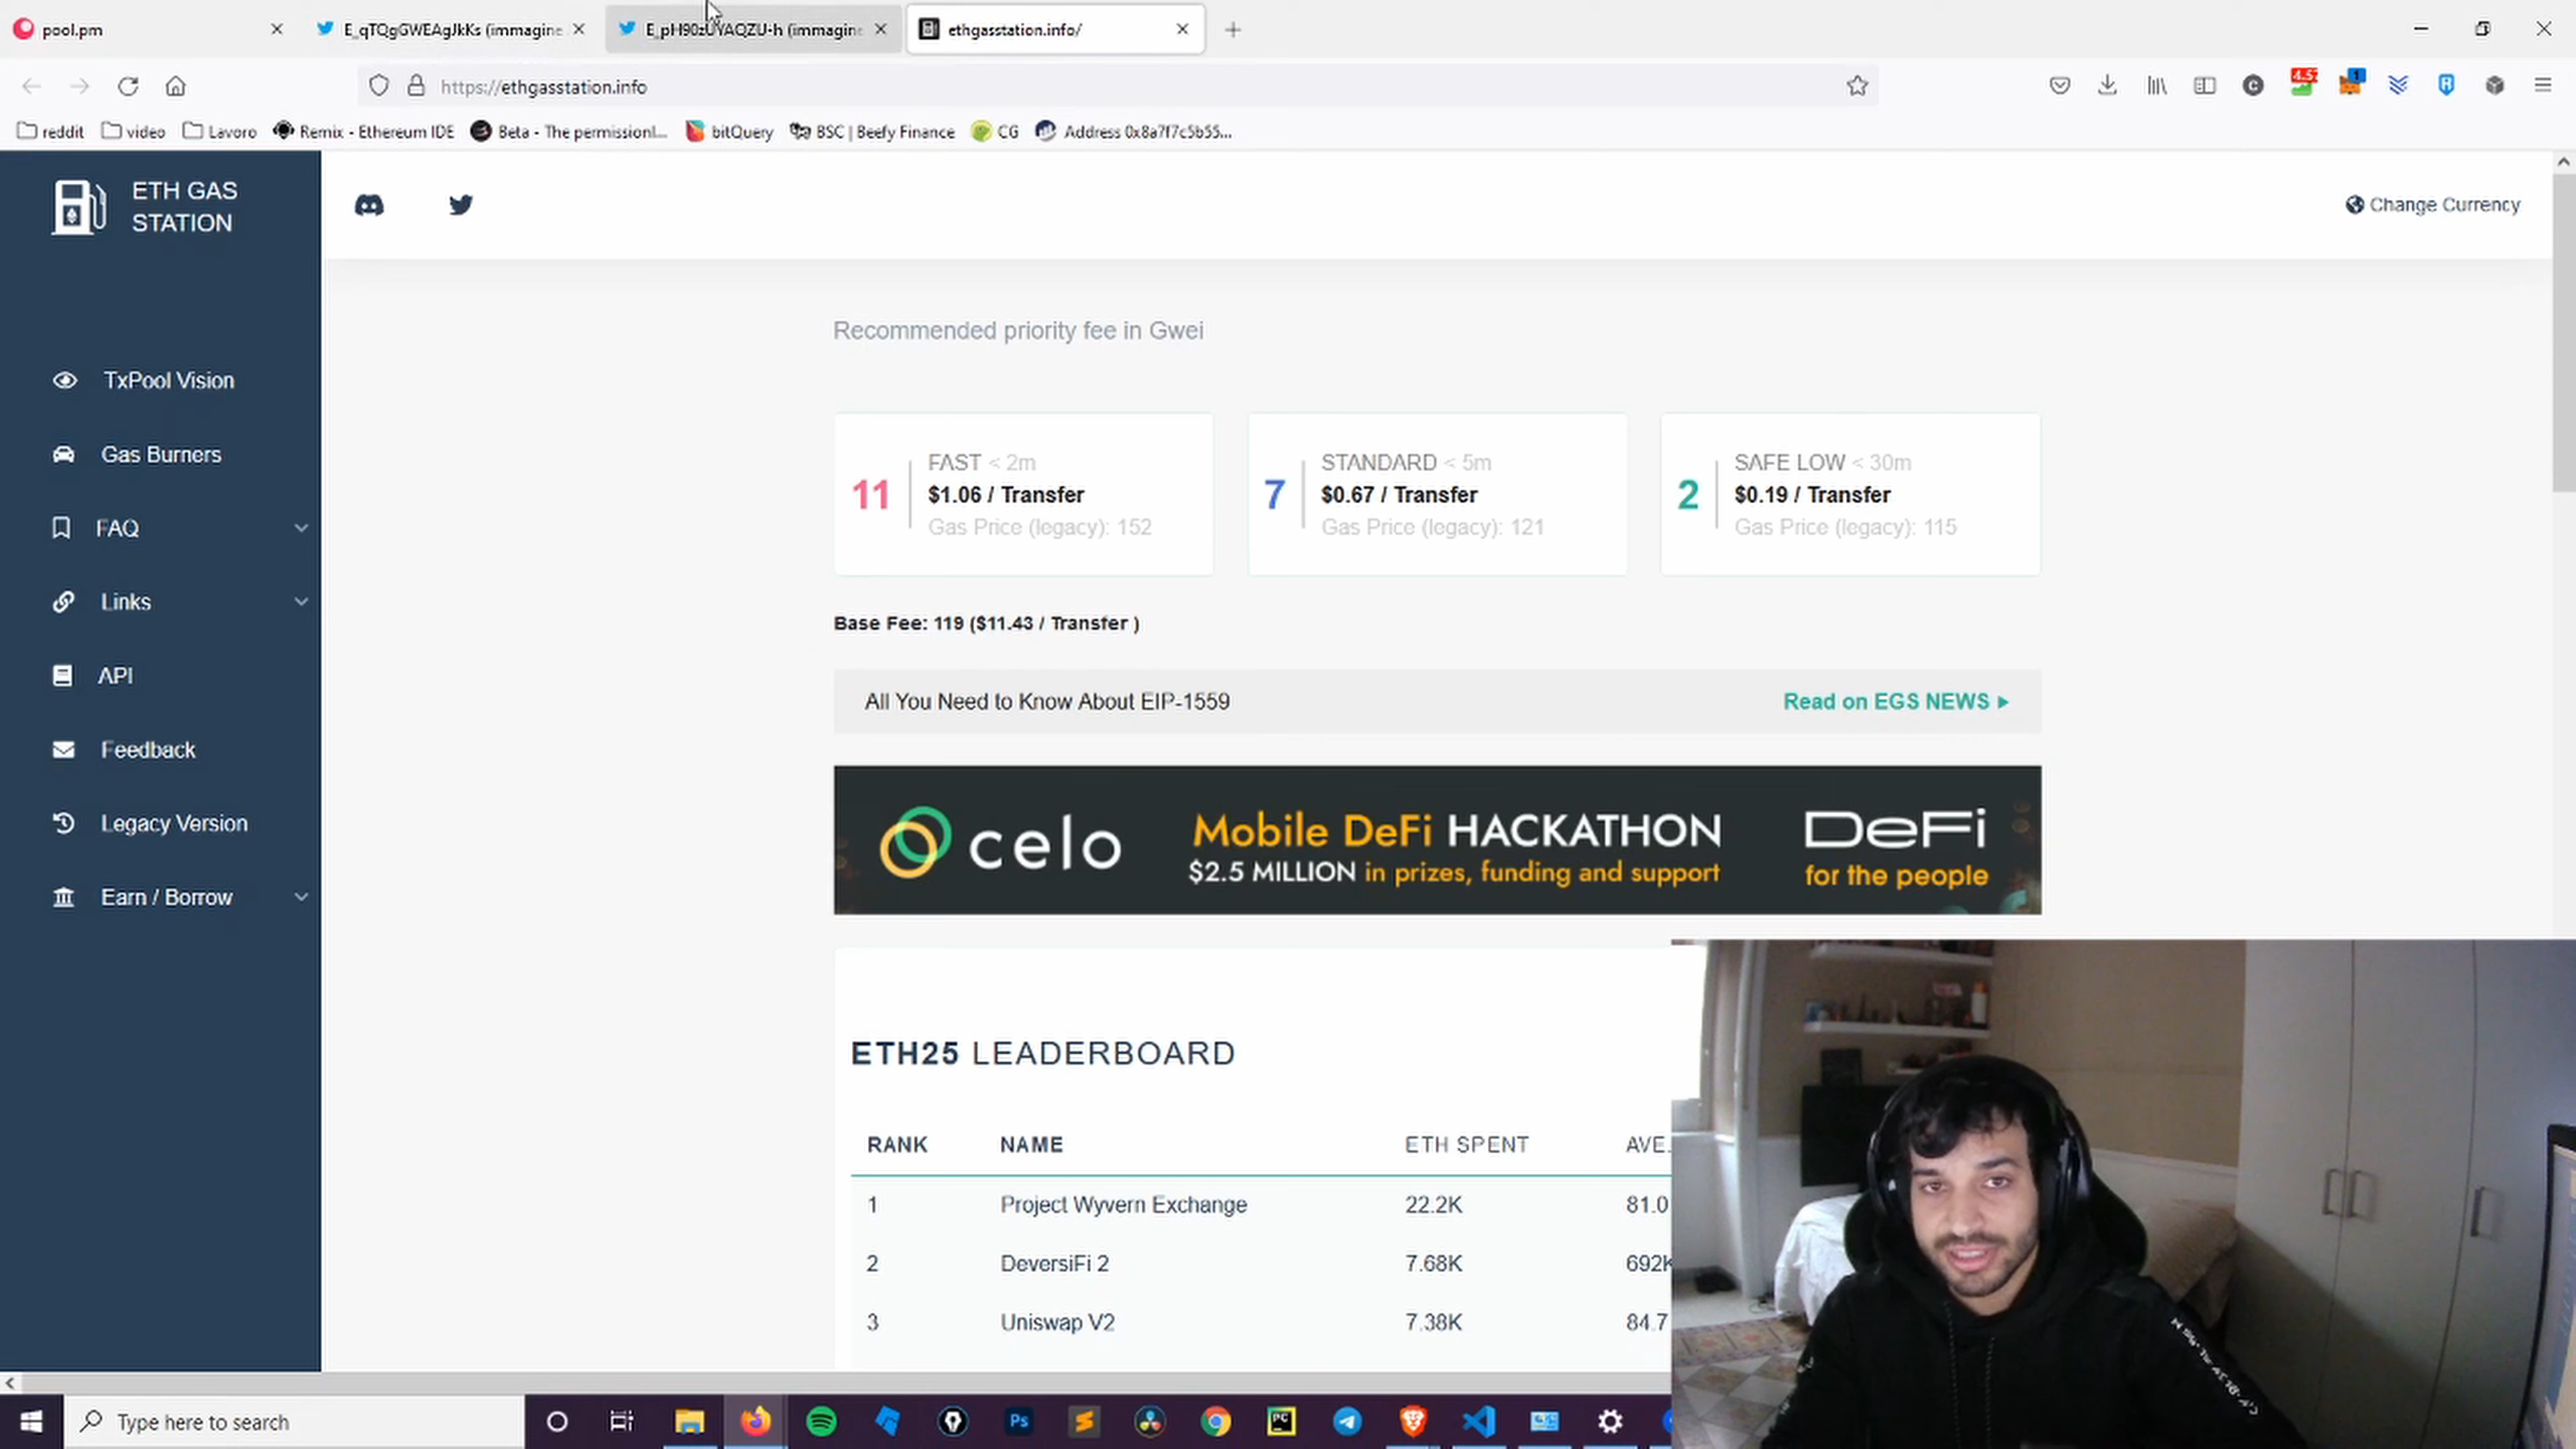 pool.pm
E_qTQgGWEAgJkKs (immagine
E_pH90zUYAQZU-h (immagine
ethgasstation.info/
https://ethgasstation.info
4.5
1
reddit
video
Lavoro
Remix - Ethereum IDE
Beta - The permissionl...
bitQuery
BSC | Beefy Finance
CG
Address 0x8a7f7c5b55...
ETH GAS
STATION
Change Currency
TxPool Vision
Gas Burners
FAQ
Links
API
Feedback
Legacy Version
Earn / Borrow
Recommended priority fee in Gwei
11
FAST < 2m
$1.06 / Transfer
Gas Price (legacy): 152
7
STANDARD < 5m
$0.67 / Transfer
Gas Price (legacy): 121
2
SAFE LOW < 30m
$0.19 / Transfer
Gas Price (legacy): 115
Base Fee: 119 ($11.43 / Transfer )
All You Need to Know About EIP-1559
Read on EGS NEWS ▸
celo
Mobile DeFi HACKATHON
$2.5 MILLION in prizes, funding and support
DeFi
for the people
ETH25 LEADERBOARD
RANK NAME ETH SPENT AVE.
1 Project Wyvern Exchange 22.2K 81.0
2 DeversiFi 2 7.68K 692K
3 Uniswap V2 7.38K 84.7
Type here to search
Ps
PC